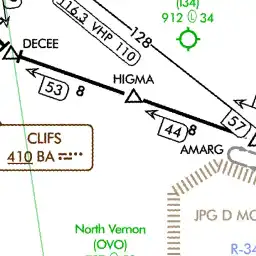 (I34)
912 Ⓛ 34
116.3 VHP 110
128
DECEE
HIGMA
53
8
44
8
57
AMARG
CLIFS
410 BA
JPG D MO
North Vernon
(OVO)
R-34